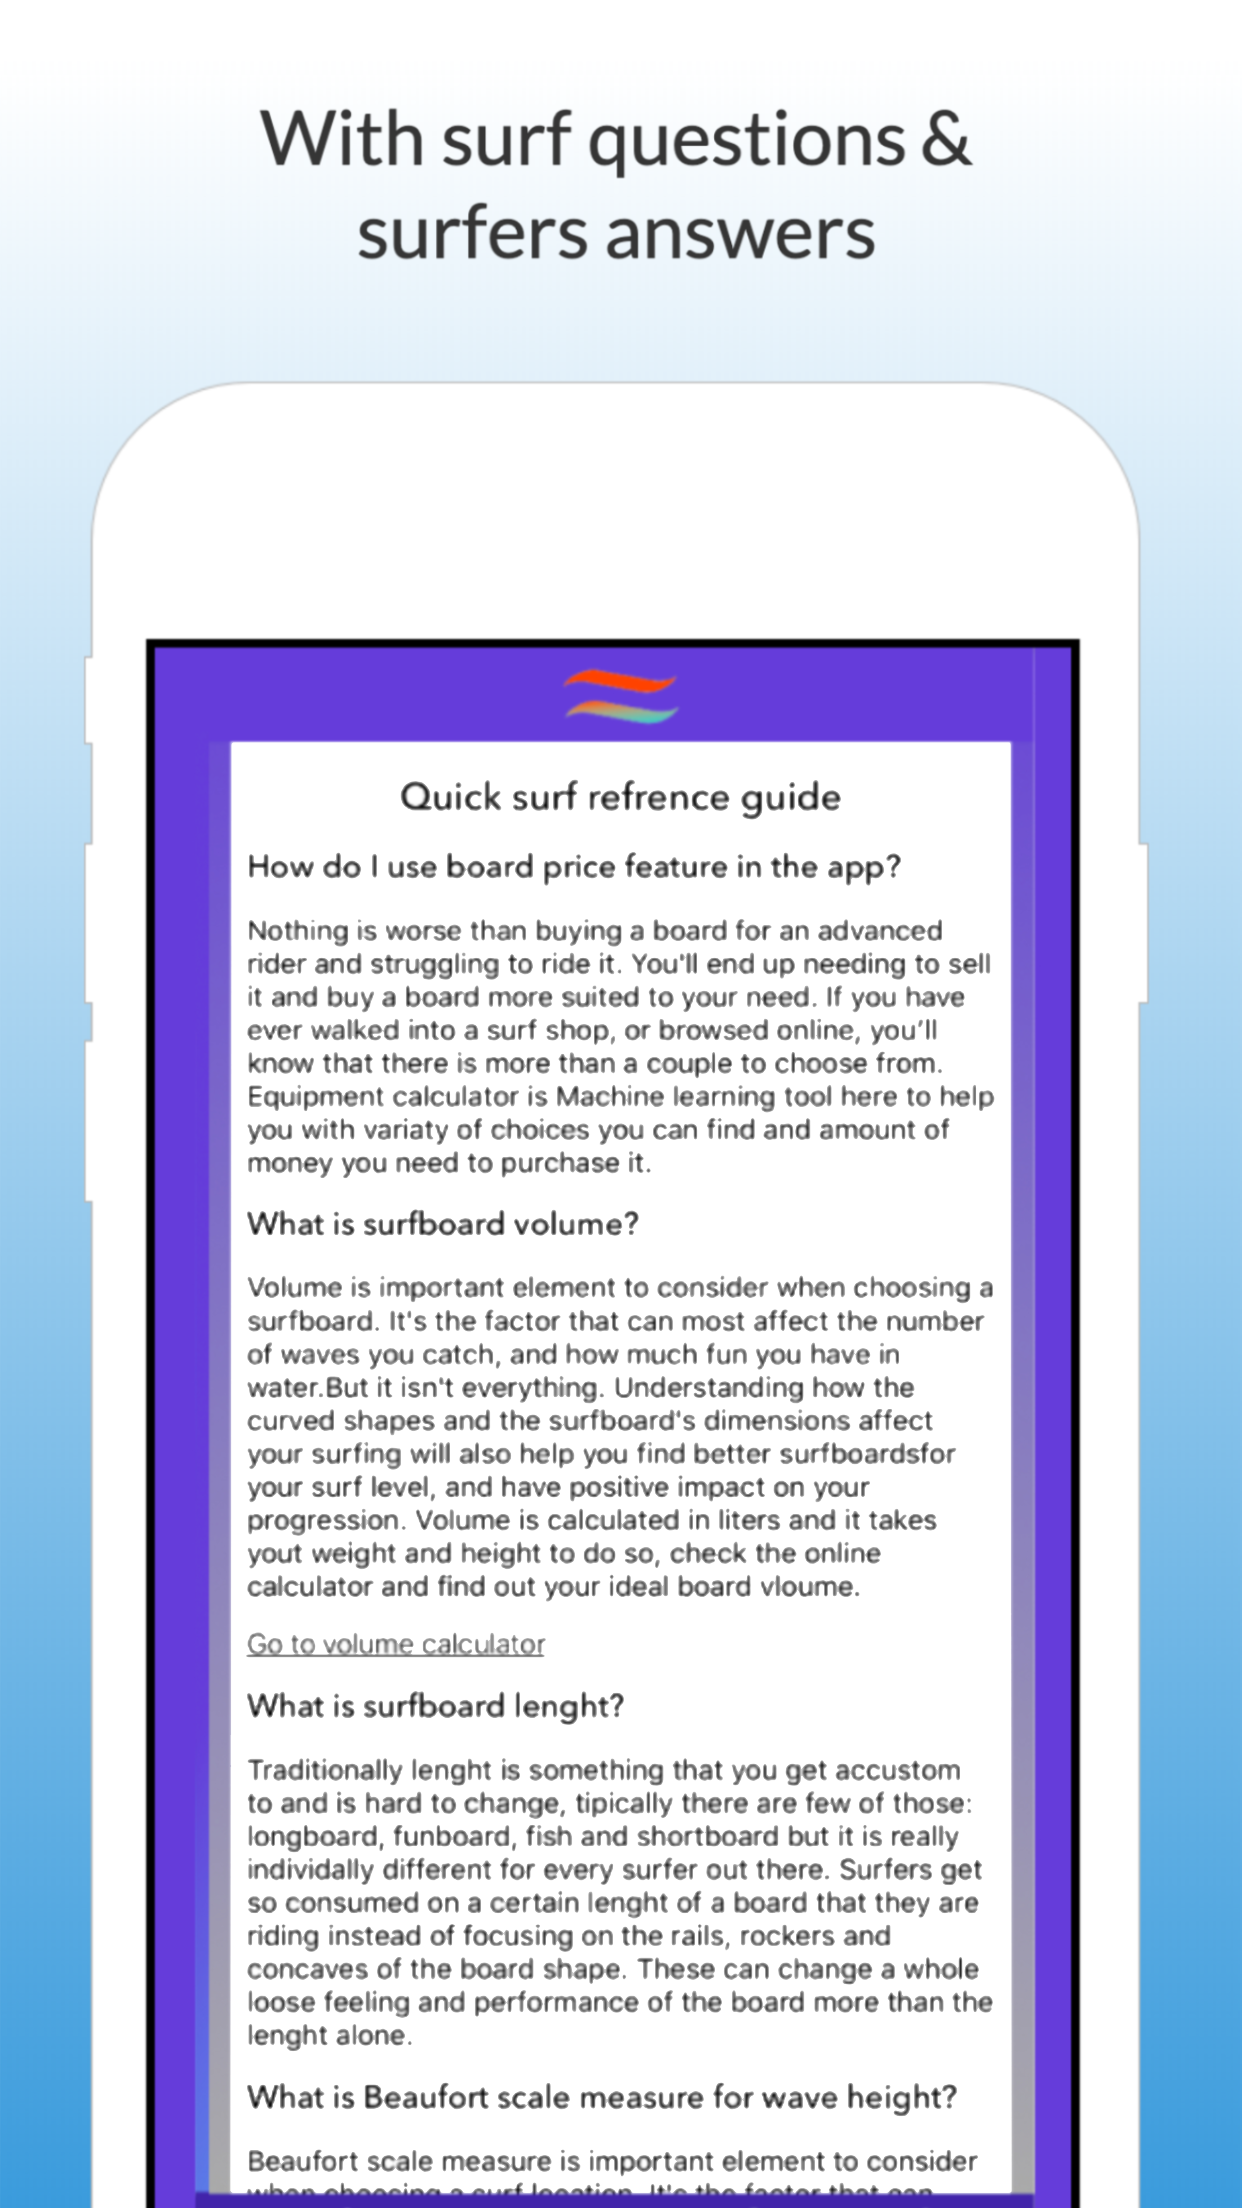 With surf questions &
surfers answers
Quick surf refrence guide
How do I use board price feature in the app?
Nothing is worse than buying a board for an advanced
rider and struggling to ride it. You'll end up needing to sell
it and buy a board more suited to your need. If you have
ever walked into a surf shop, or browsed online, you'll
know that there is more than a couple to choose from.
Equipment calculator is Machine learning tool here to help
you with variaty of choices you can find and amount of
money you need to purchase it.
What is surfboard volume?
Volume is important element to consider when choosing a
surfboard. It's the factor that can most affect the number
of waves you catch, and how much fun you have in
water.But it isn't everything. Understanding how the
curved shapes and the surfboard's dimensions affect
your surfing will also help you find better surfboardsfor
your surf level, and have positive impact on your
progression. Volume is calculated in liters and it takes
yout weight and height to do so, check the online
calculator and find out your ideal board vloume.
Go to volume calculator
What is surfboard lenght?
Traditionally lenght is something that you get accustom
to and is hard to change, tipically there are few of those:
longboard, funboard, fish and shortboard but it is really
individally different for every surfer out there. Surfers get
so consumed on a certain lenght of a board that they are
riding instead of focusing on the rails, rockers and
concaves of the board shape. These can change a whole
loose feeling and performance of the board more than the
lenght alone.
What is Beaufort scale measure for wave height?
Beaufort scale measure is important element to consider
when choosing a surf location. It's the factor that can